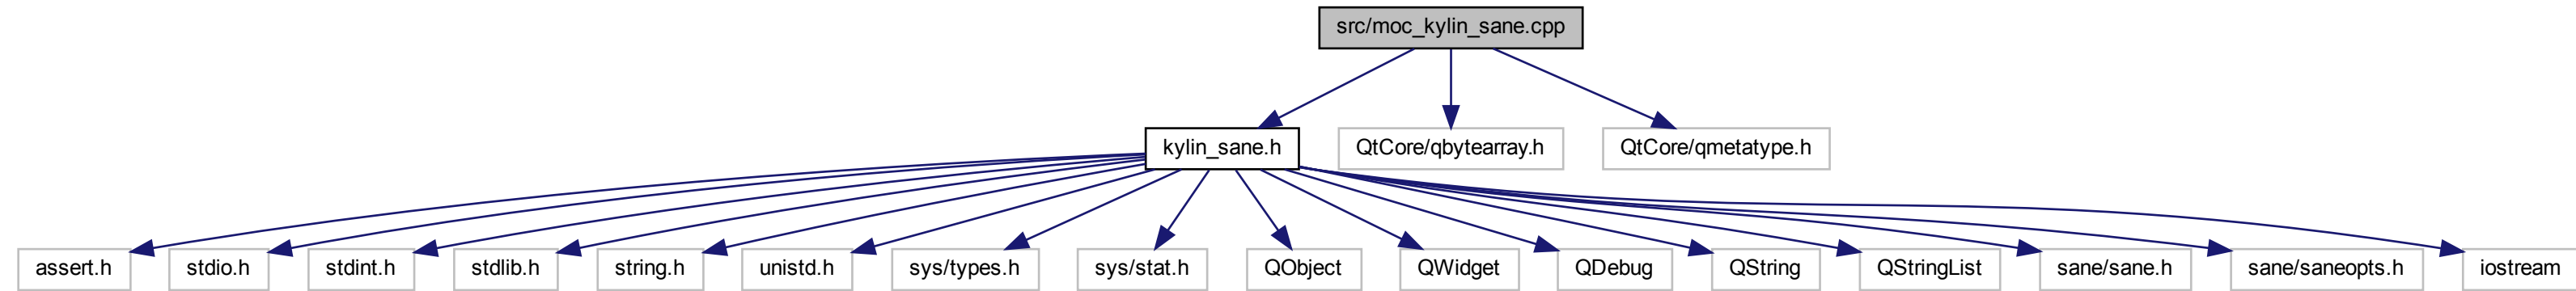 src/moc_kylin_sane.cpp
kylin_sane.h
QtCore/qbytearray.h
QtCore/qmetatype.h
assert.h
stdio.h
stdint.h
stdlib.h
string.h
unistd.h
sys/types.h
sys/stat.h
QObject
QWidget
QDebug
QString
QStringList
sane/sane.h
sane/saneopts.h
iostream